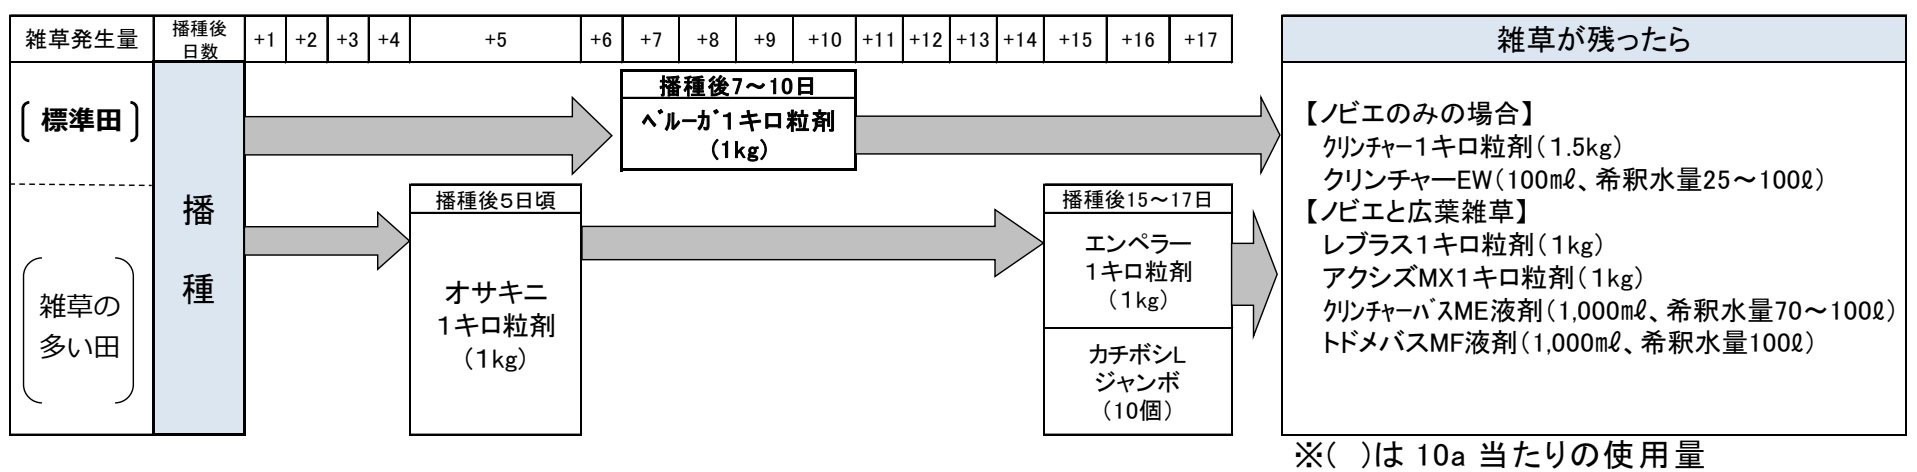 雑草発生量
播種後
日数
+1 +2 +3 +4 +5 +6 +7 +8 +9 +10 +11 +12 +13 +14 +15 +16 +17
雑草が残ったら
標準田
播種
播種後7～10日
ベルーガ1キロ粒剤
(1kg)
雑草の
多い田
播種後5日頃
オサキニ
1キロ粒剤
(1kg)
播種後15～17日
エンペラー
1キロ粒剤
(1kg)
カチボシL
ジャンボ
(10個)
【ノビエのみの場合】
クリンチャー1キロ粒剤(1.5kg)
クリンチャーEW(100㎖、希釈水量25～100ℓ)
【ノビエと広葉雑草】
レブラス1キロ粒剤(1kg)
アクシズMX1キロ粒剤(1kg)
クリンチャーバスME液剤(1,000㎖、希釈水量70～100ℓ)
トドメバスMF液剤(1,000㎖、希釈水量100ℓ)
※( )は 10a 当たりの使用量